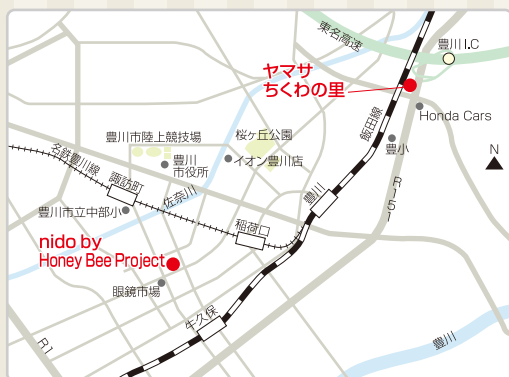 東名高速
豊川I.C
ヤマサ
ちくわの里
Honda Cars
飯田線
豊小
N
R151
桜ヶ丘公園
豊川市陸上競技場
イオン豊川店
豊川
市役所
名鉄豊川線
諏訪町
佐奈川
豊川
豊川市立中部小
稲荷口
nido by
Honey Bee Project
眼鏡市場
牛久保
豊川
R1